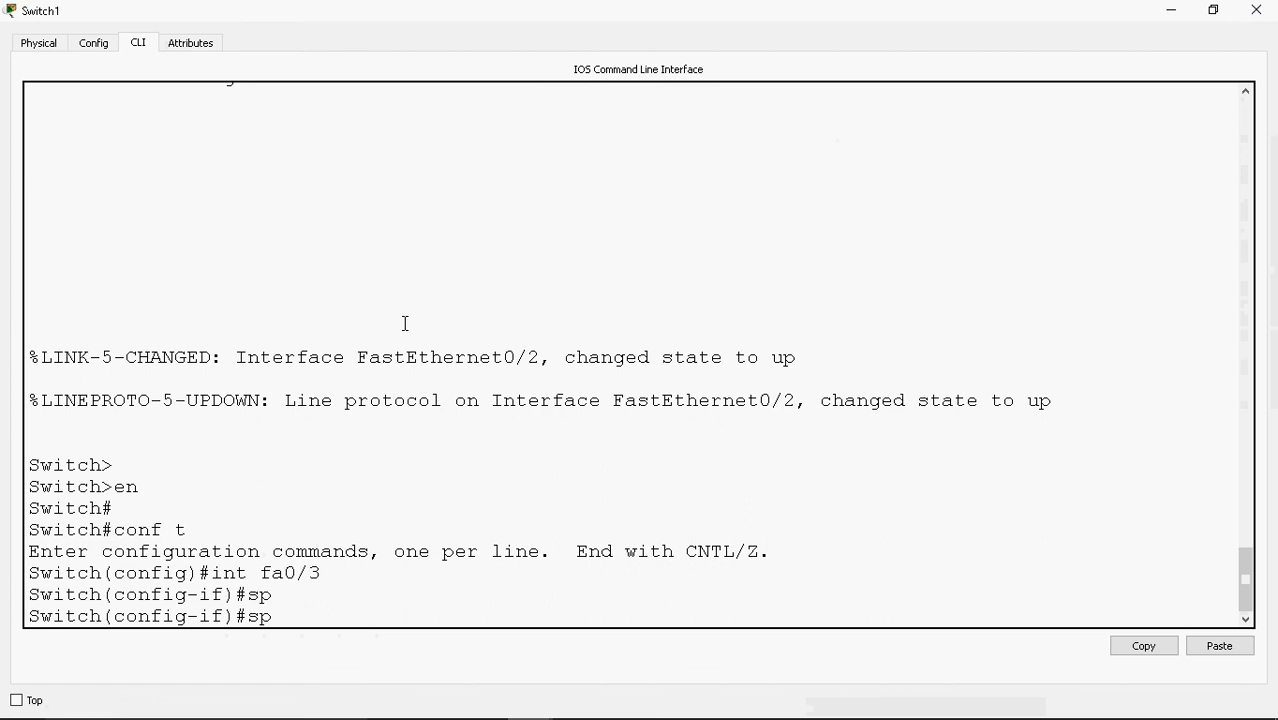 Switch1
Physical Config CLI Attributes
IOS Command Line Interface
%LINK-5-CHANGED: Interface FastEthernet0/2, changed state to up
%LINEPROTO-5-UPDOWN: Line protocol on Interface FastEthernet0/2, changed state to up
Switch>
Switch>en
Switch#
Switch#conf t
Enter configuration commands, one per line.  End with CNTL/Z.
Switch(config)#int fa0/3
Switch(config-if)#sp
Switch(config-if)#sp
Copy Paste
Top